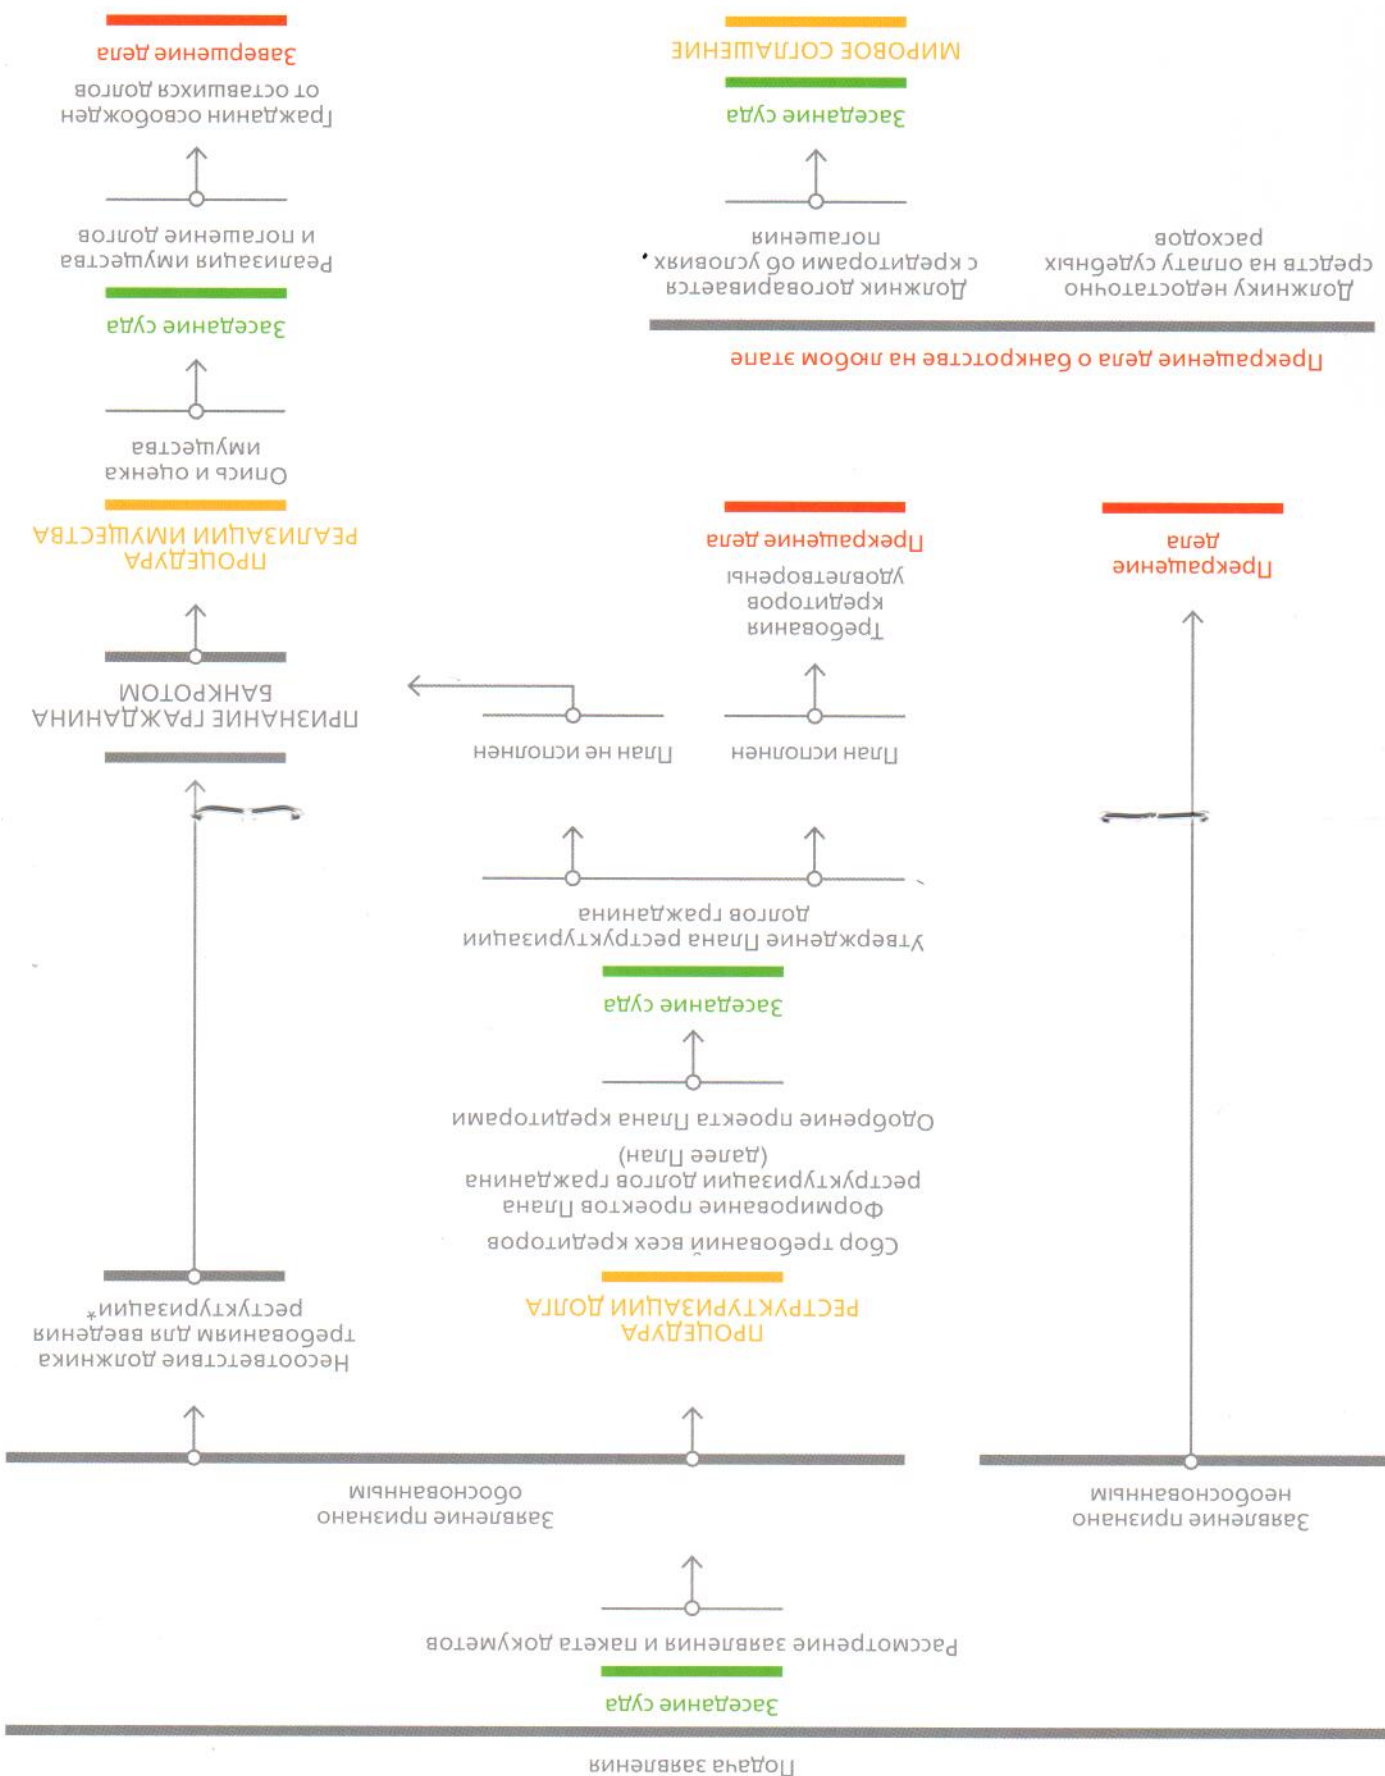 Подача заявления
Заседание суда
Рассмотрение заявления и пакета докуметов
Заявление признано
необоснованным
Заявление признано
обоснованным
Прекращение
дела
ПРОЦЕДУРА
РЕСТРУКТУРИЗАЦИИ ДОЛГА
Сбор требований всех кредиторов
Формирование проектов Плана
реструктуризации долгов гражданина
(далее План)
Одобрение проекта Плана кредиторами
Заседание суда
Утверждение Плана реструктуризации
долгов гражданина
План исполнен
План не исполнен
Требования
кредиторов
удовлетворены
Прекращение дела
Несоответствие должника
требованиям для введения
реструктуризации*
ПРИЗНАНИЕ ГРАЖДАНИНА
БАНКРОТОМ
ПРОЦЕДУРА
РЕАЛИЗАЦИИ ИМУЩЕСТВА
Опись и оценка
имущества
Заседание суда
Реализация имущества
и погашение долгов
Гражданин освобожден
от оставшихся долгов
Завершение дела
Прекращение дела о банкротстве на любом этапе
Должнику недостаточно
средств на оплату судебных
расходов
Должник договаривается
с кредиторами об условиях
погашения
Заседание суда
МИРОВОЕ СОГЛАШЕНИЕ